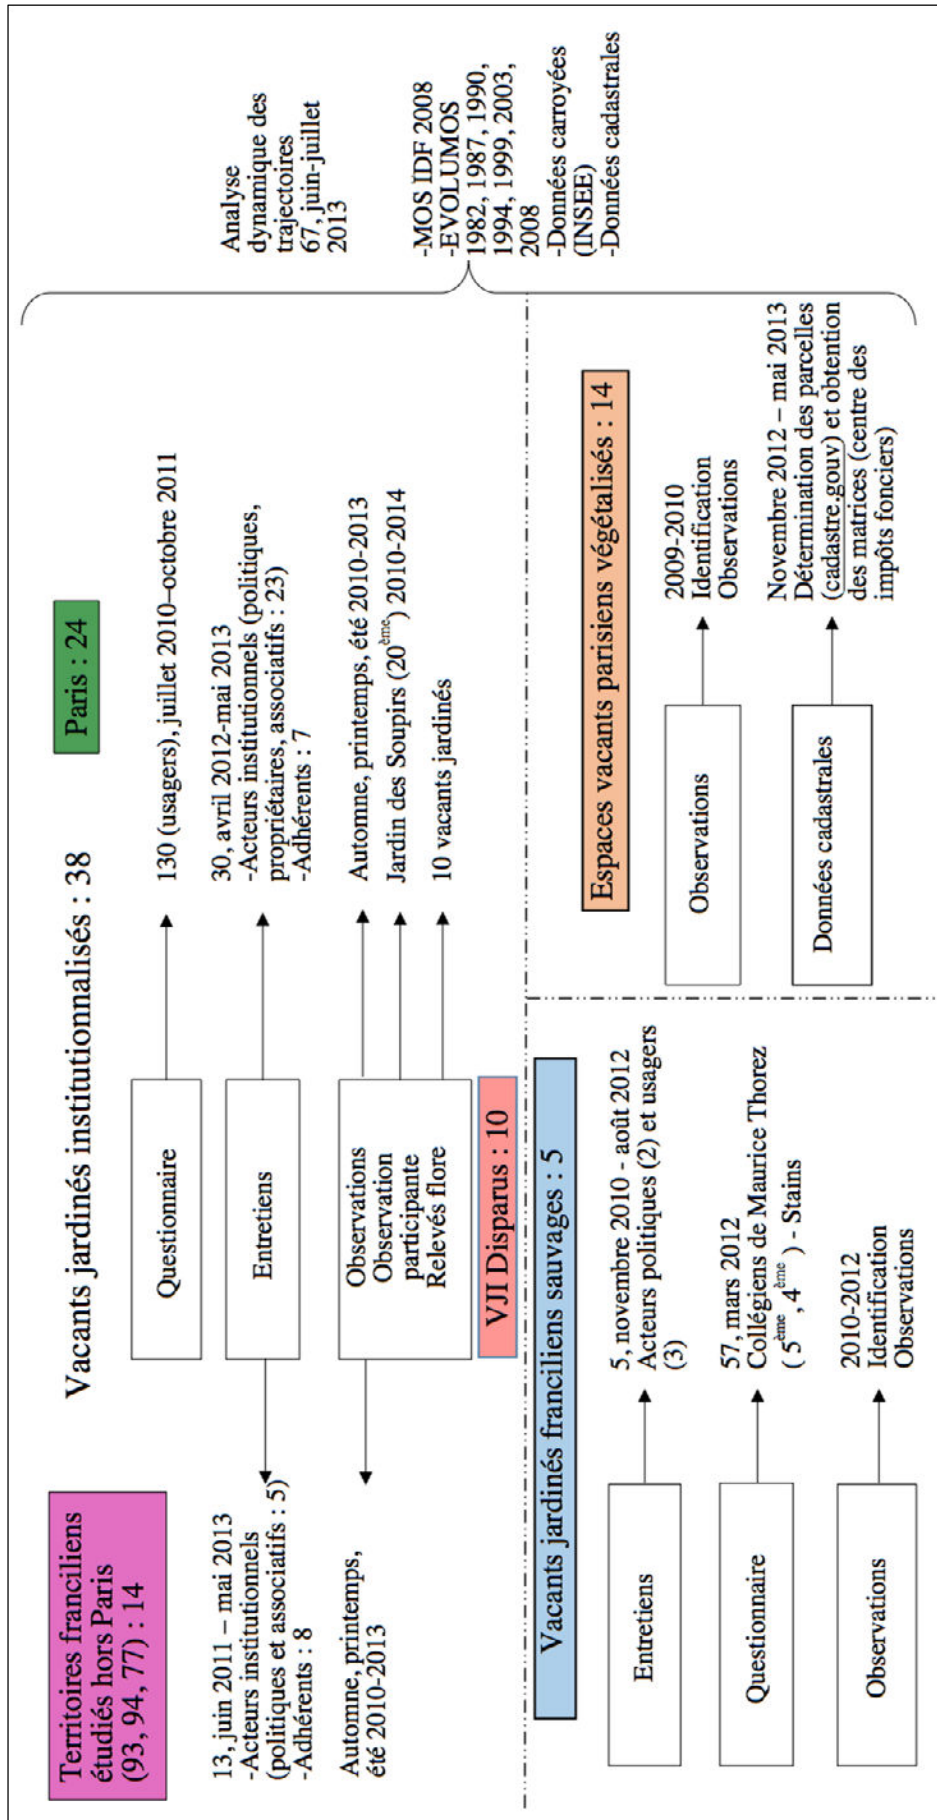 Vacants jardinés institutionnalisés : 38
Territoires franciliens
étudiés hors Paris
(93, 94, 77) : 14
Paris : 24
13, juin 2011 – mai 2013
-Acteurs institutionnels
(politiques et associatifs : 5)
-Adhérents : 8
Automne, printemps,
été 2010-2013
Questionnaire
Entretiens
Observations
Observation
participante
Relevés flore
130 (usagers), juillet 2010–octobre 2011
30, avril 2012-mai 2013
-Acteurs institutionnels (politiques,
propriétaires, associatifs : 23)
-Adhérents : 7
Automne, printemps, été 2010-2013
Jardin des Soupirs (20ème) 2010-2014
10 vacants jardinés
VJI Disparus : 10
Vacants jardinés franciliens sauvages : 5
Entretiens
5, novembre 2010 - août 2012
Acteurs politiques (2) et usagers
(3)
Questionnaire
57, mars 2012
Collégiens de Maurice Thorez
( 5ème , 4ème ) - Stains
Observations
2010-2012
Identification
Observations
Espaces vacants parisiens végétalisés : 14
Observations
2009-2010
Identification
Observations
Données cadastrales
Novembre 2012 – mai 2013
Détermination des parcelles
(cadastre.gouv) et obtention
des matrices (centre des
impôts fonciers)
Analyse
dynamique des
trajectoires
67, juin-juillet
2013
-MOS IDF 2008
-EVOLUMOS
1982, 1987, 1990,
1994, 1999, 2003,
2008
-Données carroyées
(INSEE)
-Données cadastrales